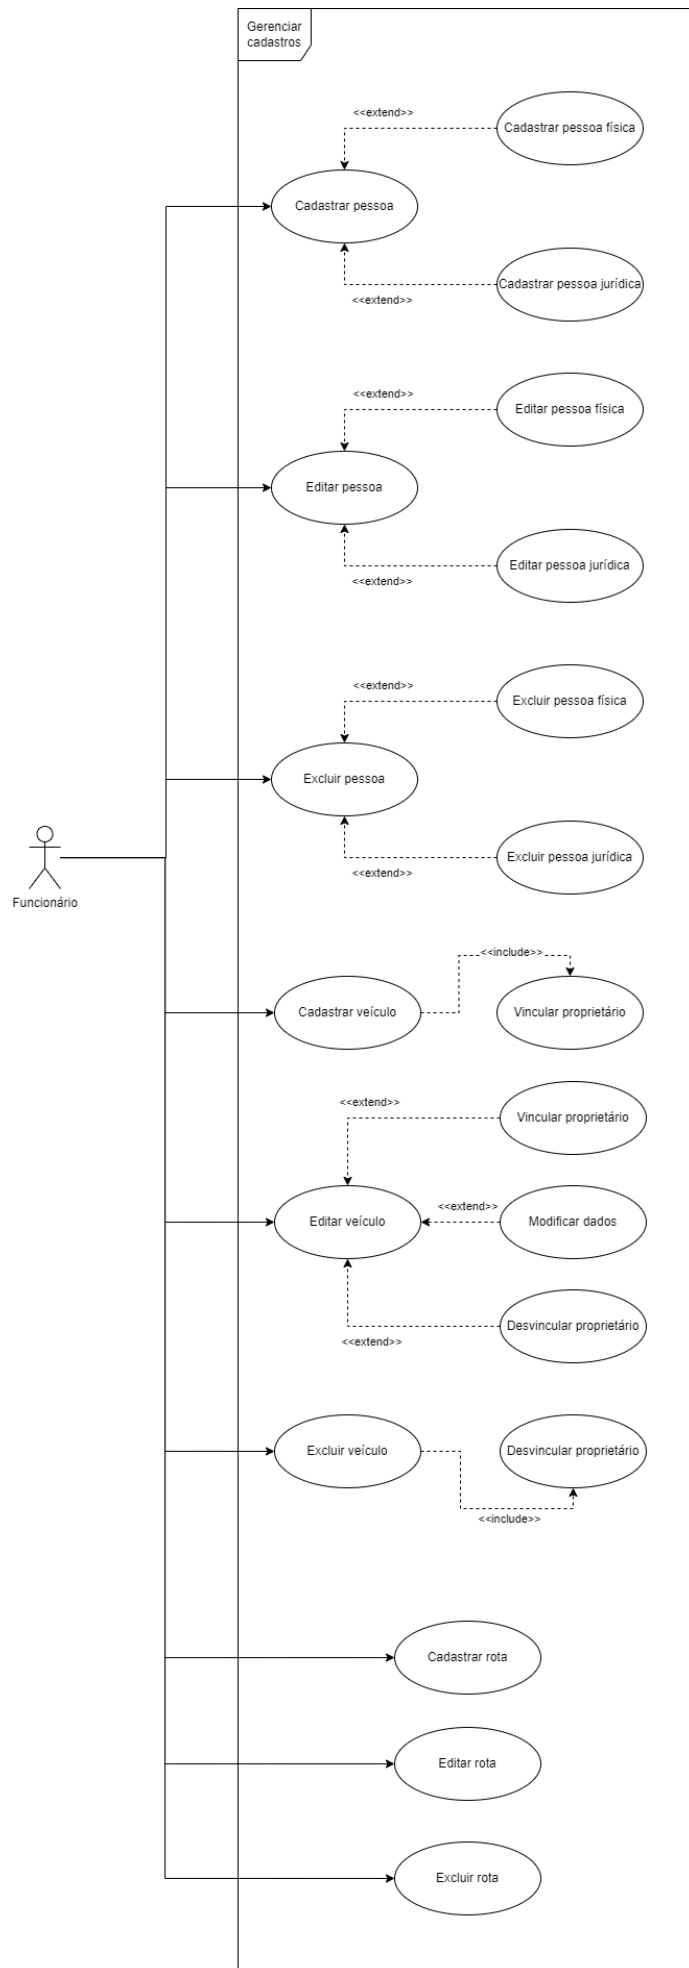 Gerenciar
cadastros
<<extend>>
Cadastrar pessoa física
Cadastrar pessoa
Cadastrar pessoa jurídica
<<extend>>
<<extend>>
Editar pessoa física
Editar pessoa
Editar pessoa jurídica
<<extend>>
<<extend>>
Excluir pessoa física
Excluir pessoa
Excluir pessoa jurídica
<<extend>>
Funcionário
<<include>>
Cadastrar veículo
Vincular proprietário
<<extend>>
Vincular proprietário
<<extend>>
Editar veículo
Modificar dados
Desvincular proprietário
<<extend>>
Excluir veículo
Desvincular proprietário
<<include>>
Cadastrar rota
Editar rota
Excluir rota